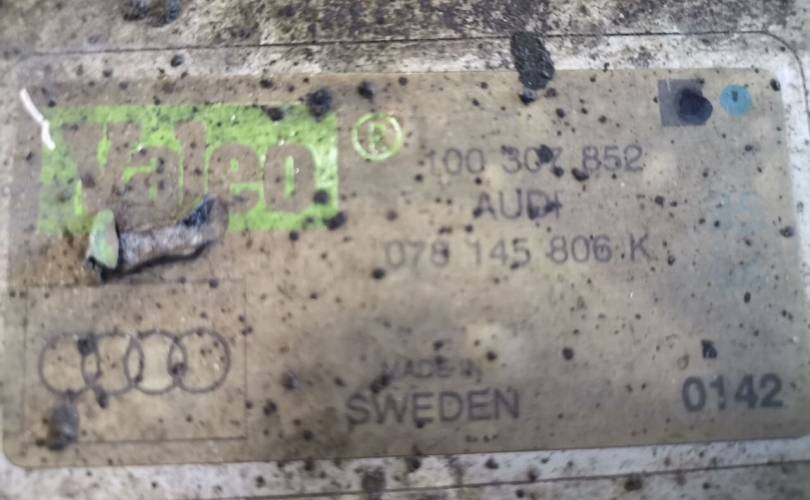 Valeo ®
100 307 852
AUDI
078 145 806 K
MADE IN
SWEDEN
0142